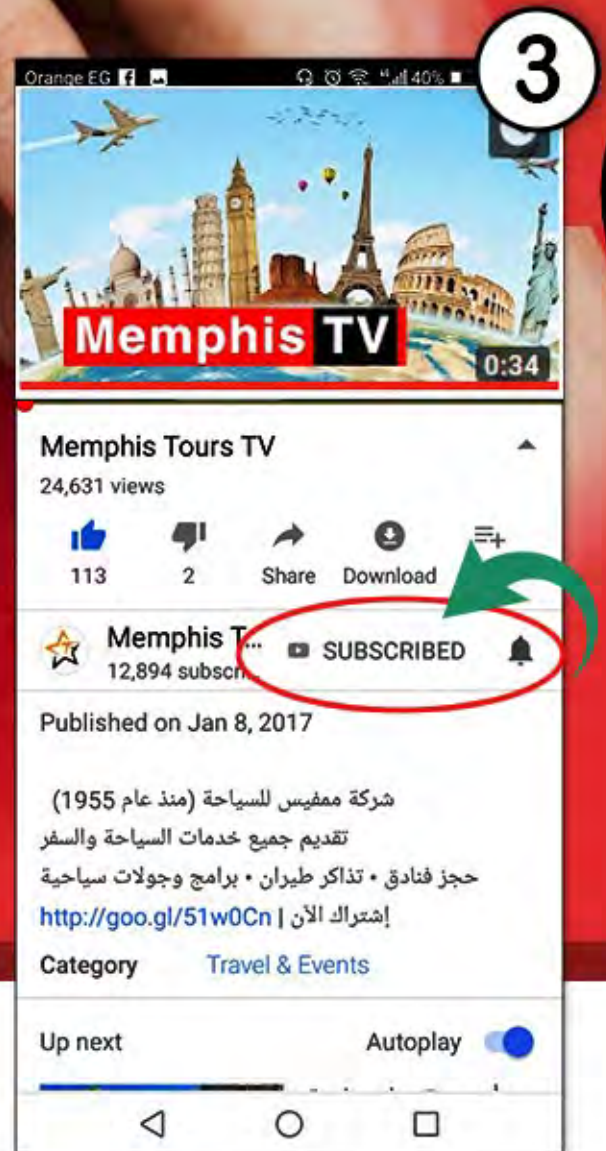 3
Orange EG
40%
Memphis TV
0:34
Memphis Tours TV
24,631 views
113
2
Share
Download
Memphis T...
SUBSCRIBED
12,894 subscr...
Published on Jan 8, 2017
شركة ممفيس للسياحة (منذ عام 1955)
تقديم جميع خدمات السياحة والسفر
حجز فنادق • تذاكر طيران • برامج وجولات سياحية
إشتراك الآن | http://goo.gl/51w0Cn
Category Travel & Events
Up next Autoplay